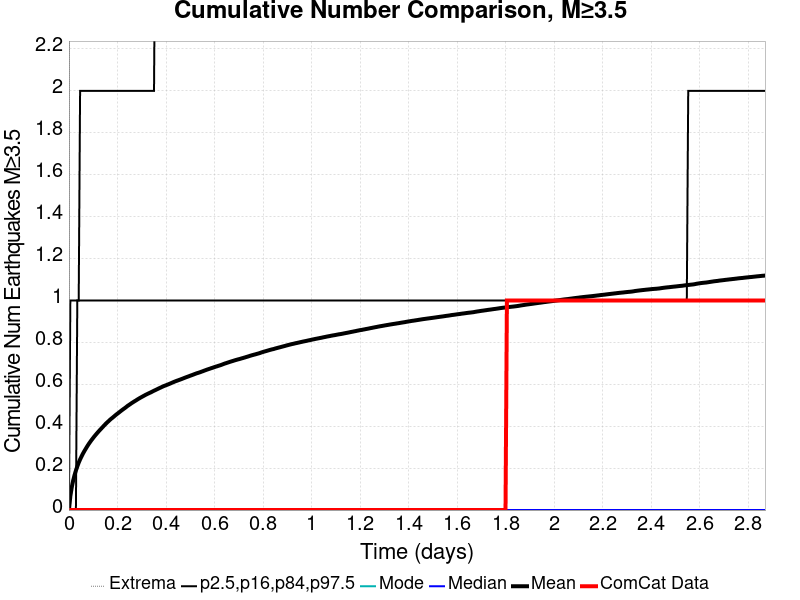 Cumulative Number Comparison, M≥3.5
Cumulative Num Earthquakes M≥3.5
2.2
2
1.8
1.6
1.4
1.2
1
0.8
0.6
0.4
0.2
0
0 0.2 0.4 0.6 0.8 1 1.2 1.4 1.6 1.8 2 2.2 2.4 2.6 2.8
Time (days)
Extrema p2.5,p16,p84,p97.5 Mode Median Mean ComCat Data